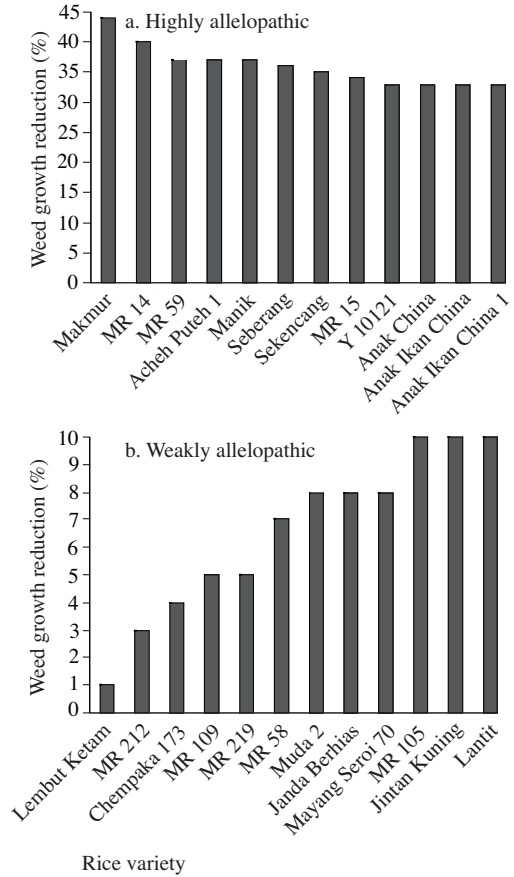 a. Highly allelopathic
Weed growth reduction (%)
45
40
35
30
25
20
15
10
5
0
Makmur
MR 14
MR 59
Acheh Puteh 1
Manik
Seberang
Sekencang
MR 15
Y 10121
Anak China
Anak Ikan China
Anak Ikan China 1
b. Weakly allelopathic
Weed growth reduction (%)
10
9
8
7
6
5
4
3
2
1
0
Lembut Ketam
MR 212
Chempaka 173
MR 109
MR 219
MR 58
Muda 2
Janda Berhias
Mayang Seroi 70
MR 105
Jintan Kuning
Lantit
Rice variety